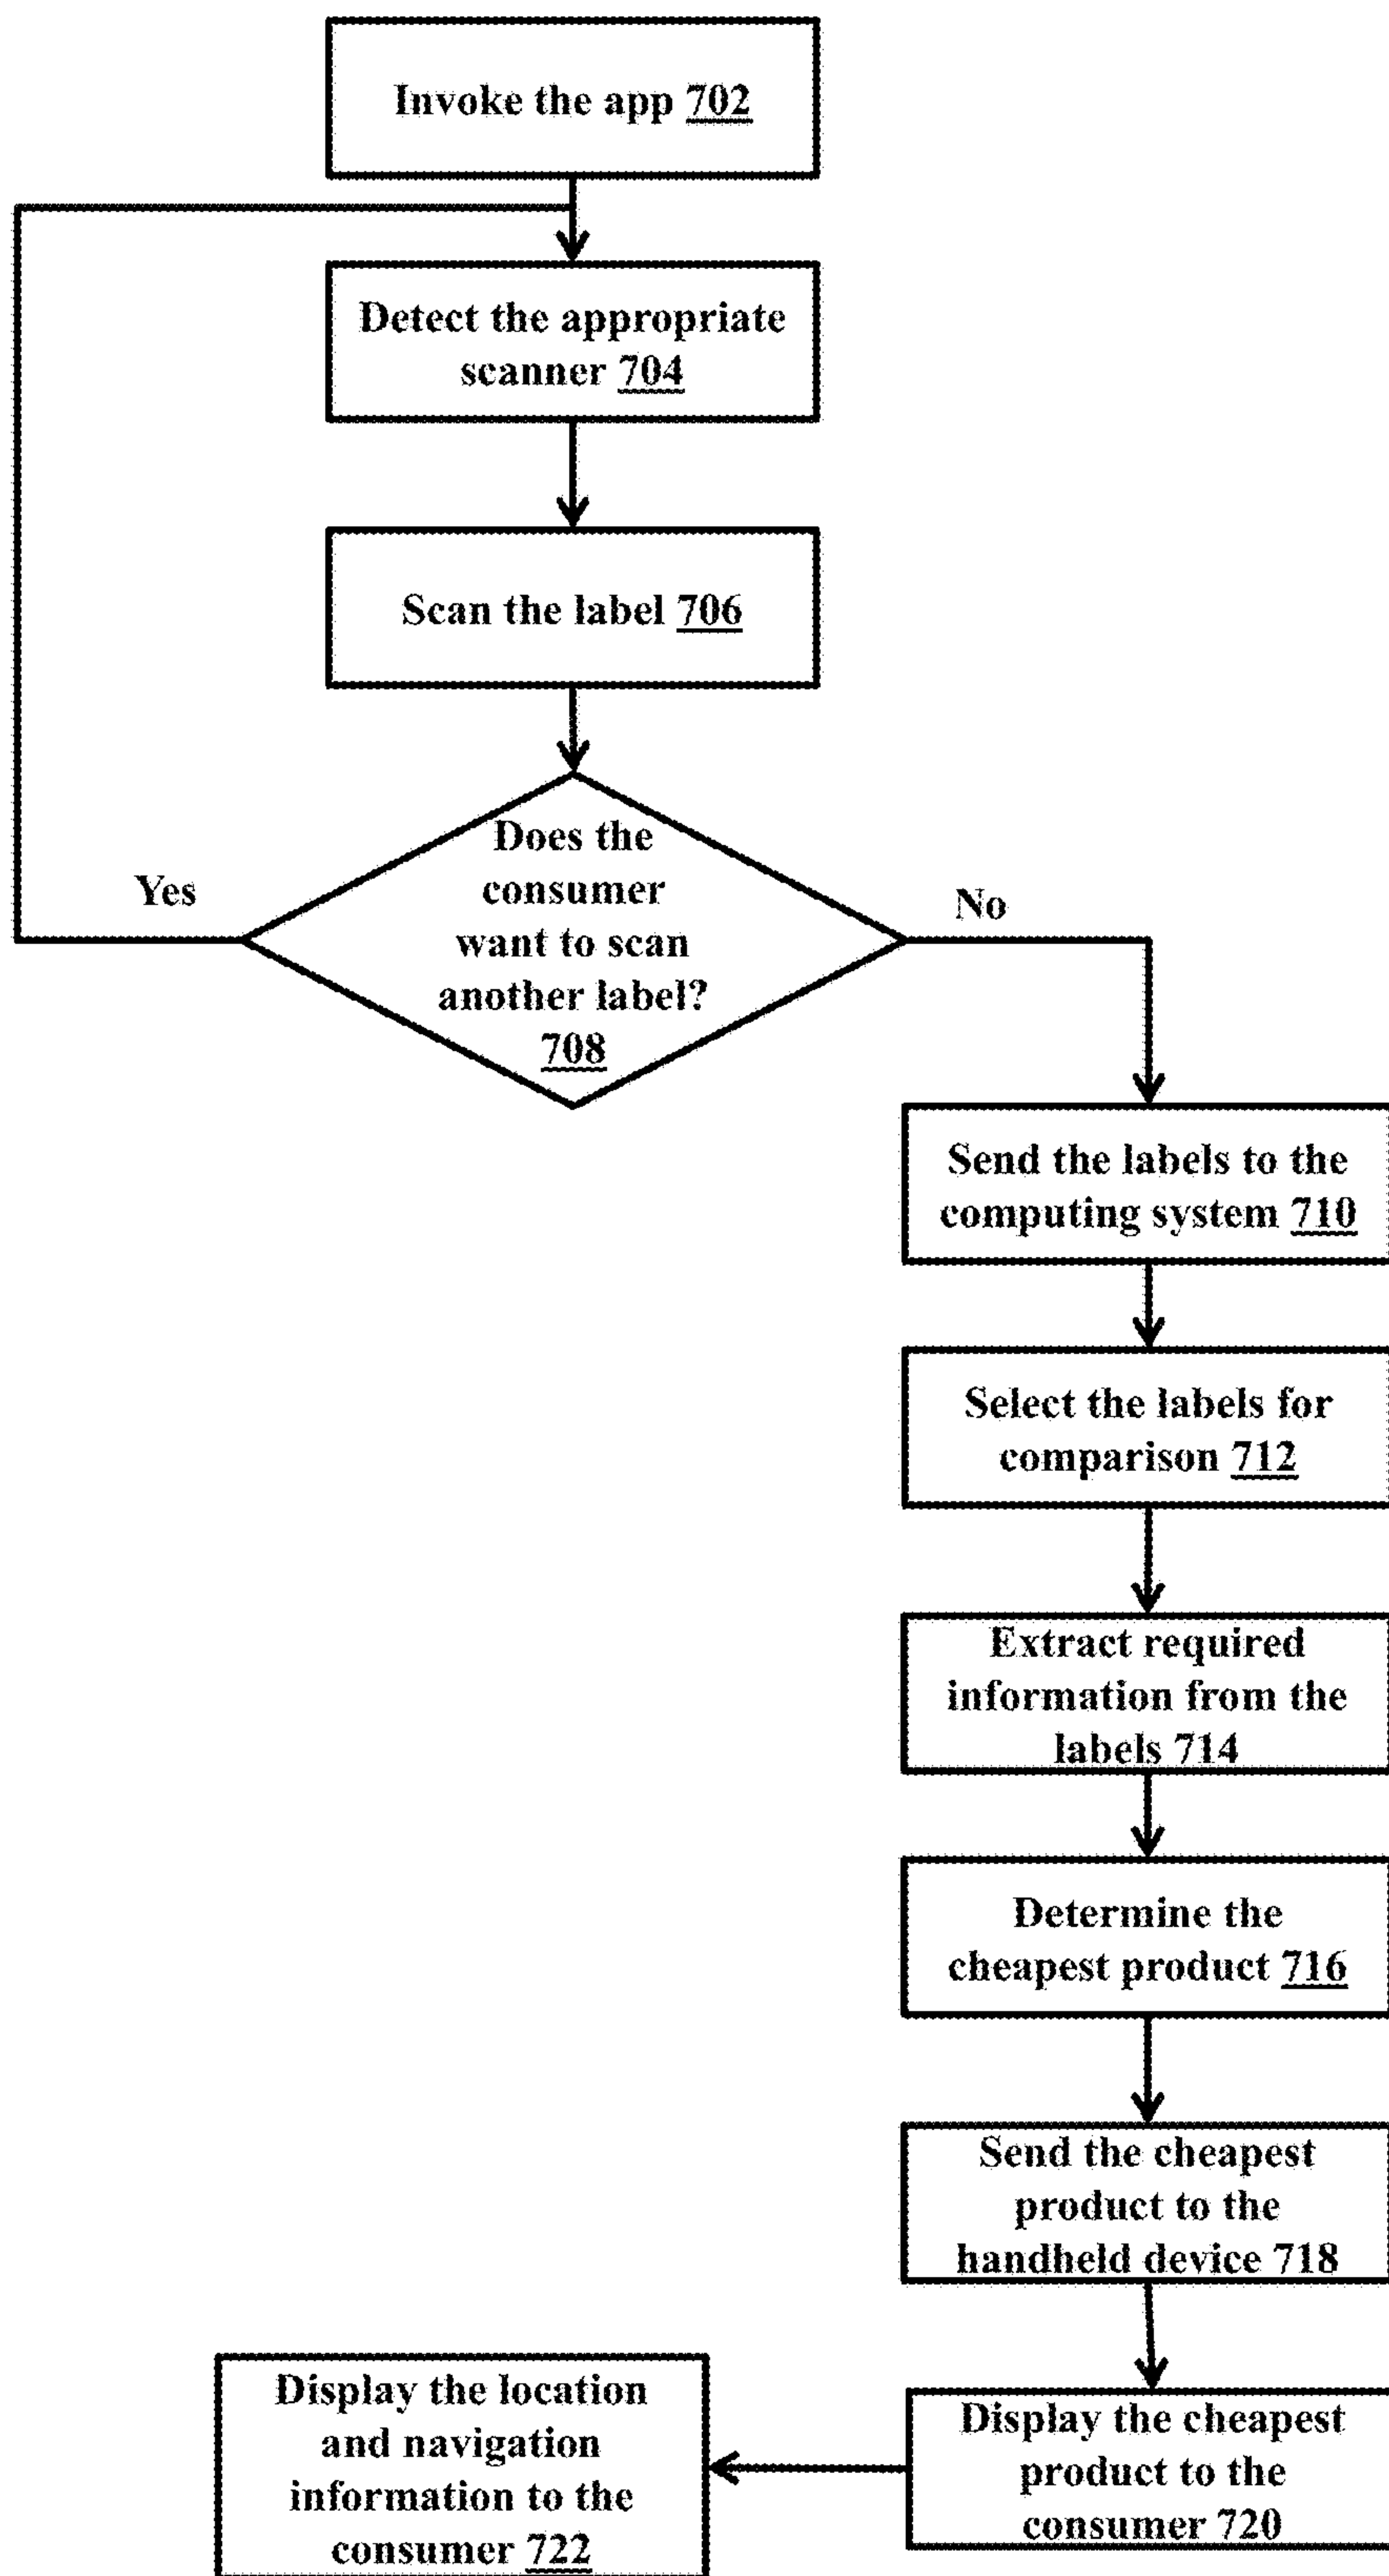 Invoke the app 702
Detect the appropriate
scanner 704
Scan the label 706
Does the
consumer
want to scan
another label?
708
Yes
No
Send the labels to the
computing system 710
Select the labels for
comparison 712
Extract required
information from the
labels 714
Determine the
cheapest product 716
Send the cheapest
product to the
handheld device 718
Display the cheapest
product to the
consumer 720
Display the location
and navigation
information to the
consumer 722